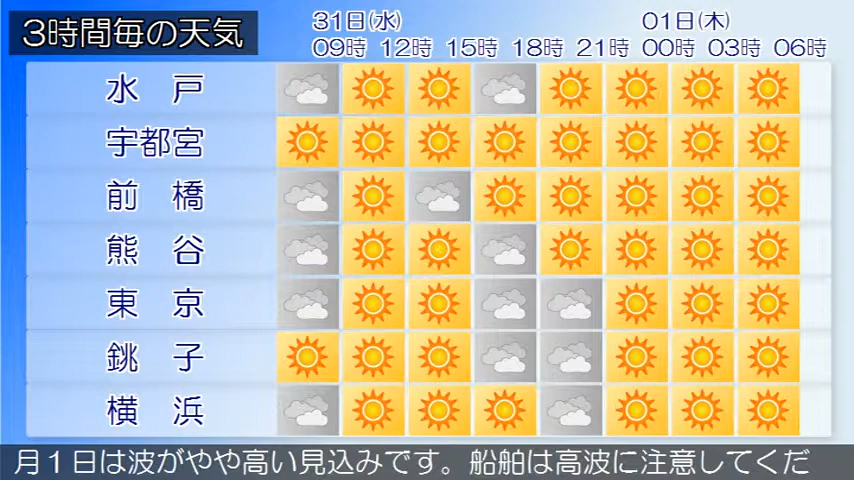 3時間毎の天気
31日(水) 01日(木)
09時 12時 15時 18時 21時 00時 03時 06時
水戸
宇都宮
前橋
熊谷
東京
銚子
横浜
月１日は波がやや高い見込みです。船舶は高波に注意してくだ